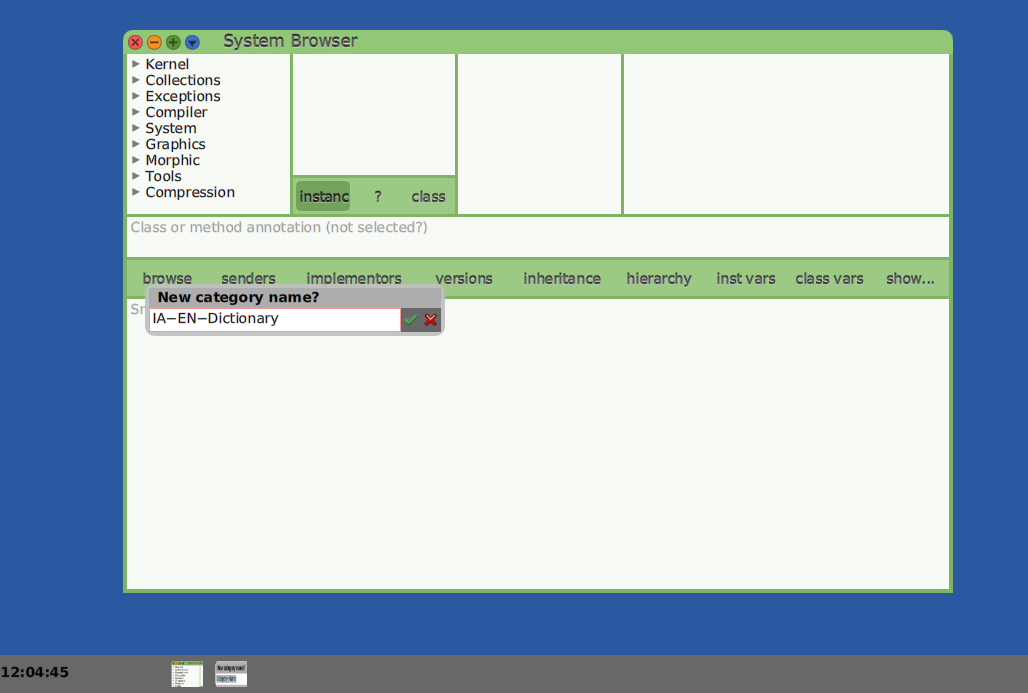 System Browser
Kernel
Collections
Exceptions
Compiler
System
Graphics
Morphic
Tools
Compression
instanc ? class
Class or method annotation (not selected?)
browse senders implementors versions inheritance hierarchy inst vars class vars show...
New category name?
IA−EN−Dictionary
12:04:45